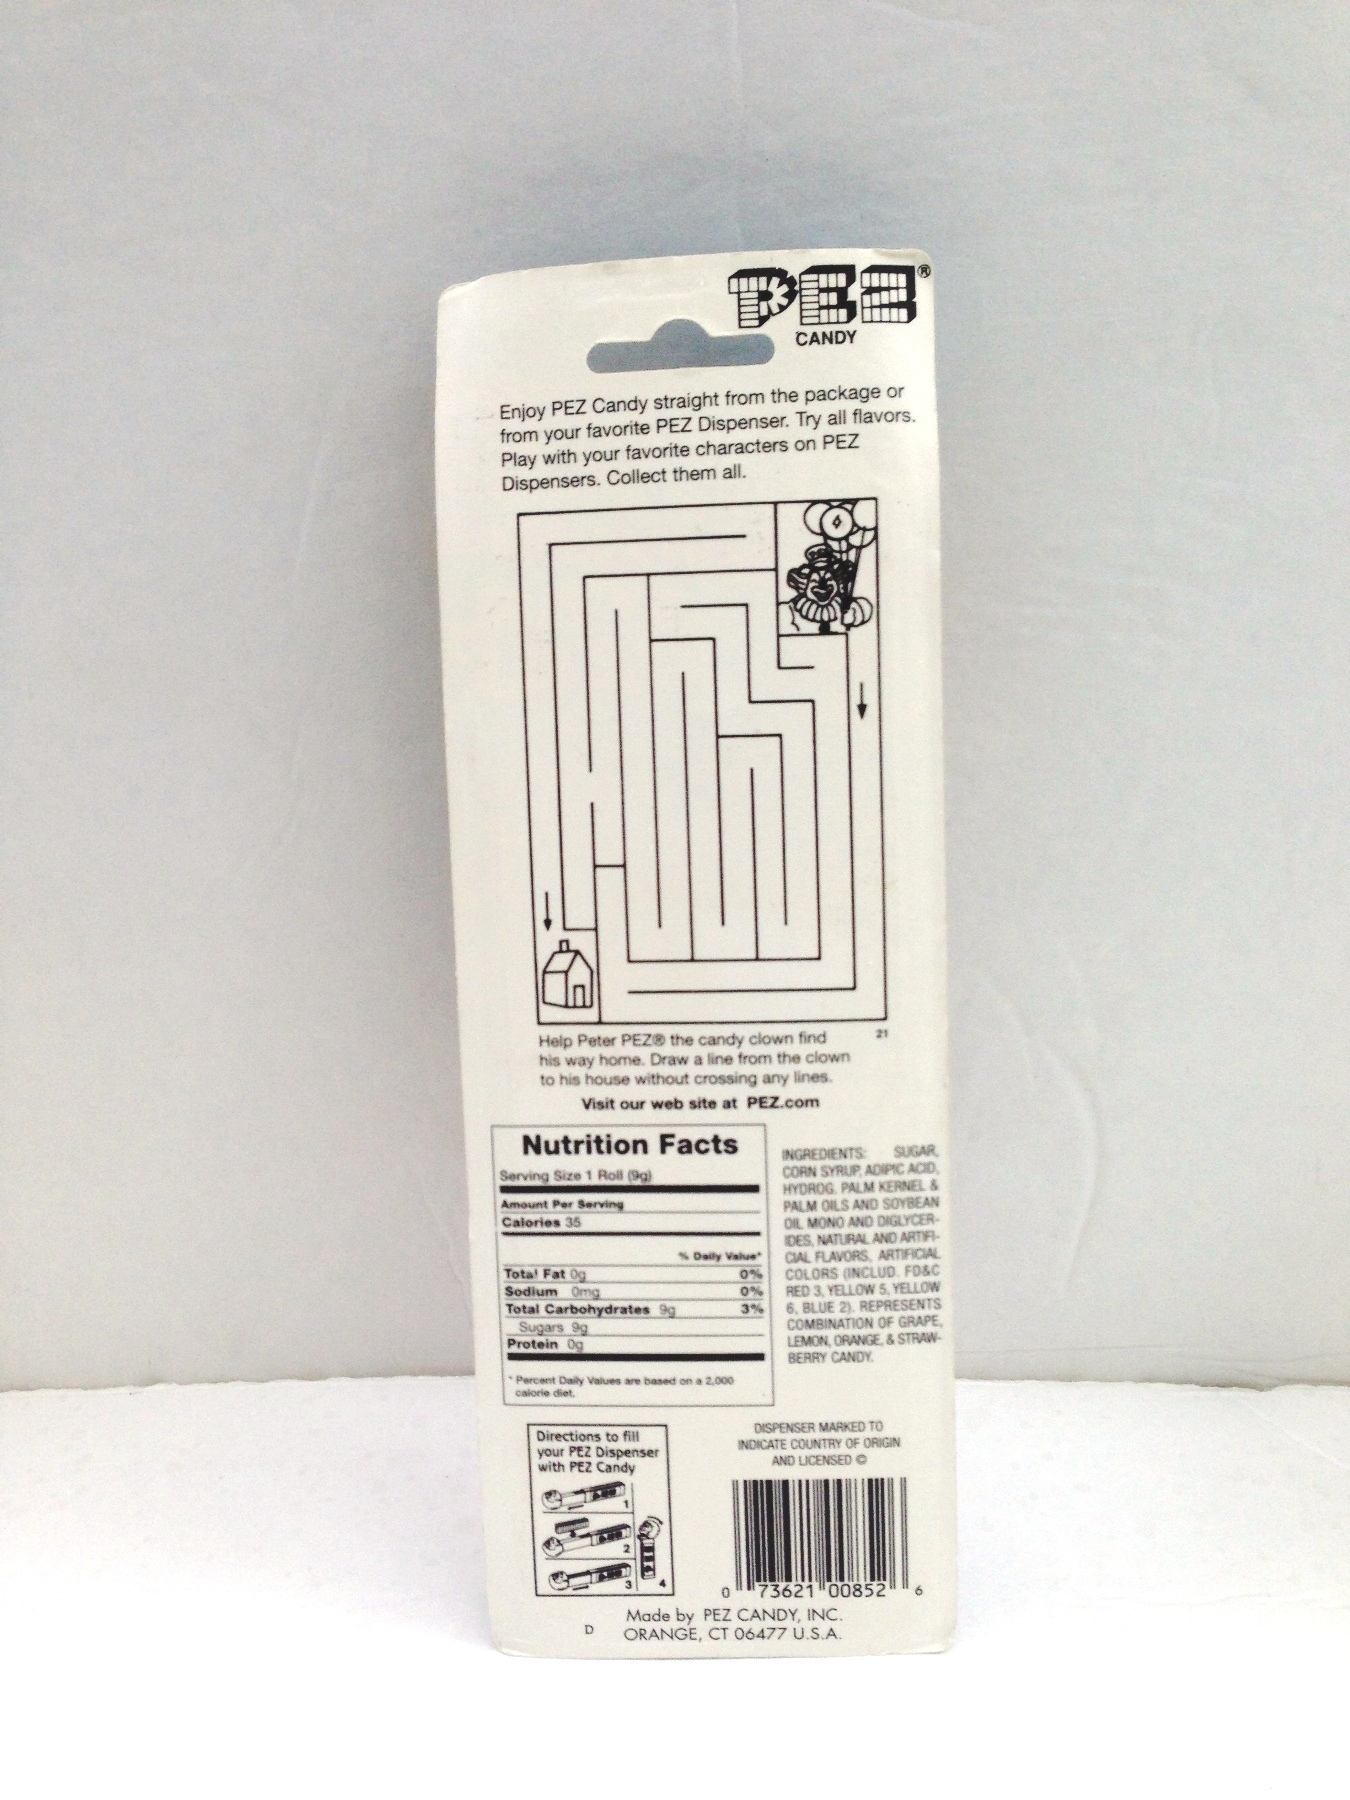 PEZ®
CANDY
Enjoy PEZ Candy straight from the package or
from your favorite PEZ Dispenser. Try all flavors.
Play with your favorite characters on PEZ
Dispensers. Collect them all.
Help Peter PEZ® the candy clown find
his way home. Draw a line from the clown
to his house without crossing any lines.
21
Visit our web site at PEZ.com
Nutrition Facts
Serving Size 1 Roll (9g)
Amount Per Serving
Calories 35
% Daily Value*
Total Fat 0g 0%
Sodium 0mg 0%
Total Carbohydrates 9g 3%
Sugars 9g
Protein 0g
* Percent Daily Values are based on a 2,000
calorie diet.
INGREDIENTS: SUGAR,
CORN SYRUP, ADIPIC ACID,
HYDROG. PALM KERNEL &
PALM OILS AND SOYBEAN
OIL MONO AND DIGLYCER-
IDES, NATURAL AND ARTIFI-
CIAL FLAVORS, ARTIFICIAL
COLORS (INCLUD. FD&C
RED 3, YELLOW 5, YELLOW
6, BLUE 2). REPRESENTS
COMBINATION OF GRAPE,
LEMON, ORANGE, & STRAW-
BERRY CANDY.
Directions to fill
your PEZ Dispenser
with PEZ Candy
1
2
3
4
DISPENSER MARKED TO
INDICATE COUNTRY OF ORIGIN
AND LICENSED ©
0 73621 00852 6
D
Made by PEZ CANDY, INC.
ORANGE, CT 06477 U.S.A.